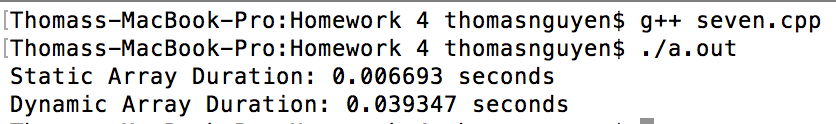 [Thomass-MacBook-Pro:Homework 4 thomasnguyen$ g++ seven.cpp
[Thomass-MacBook-Pro:Homework 4 thomasnguyen$ ./a.out
Static Array Duration: 0.006693 seconds
Dynamic Array Duration: 0.039347 seconds